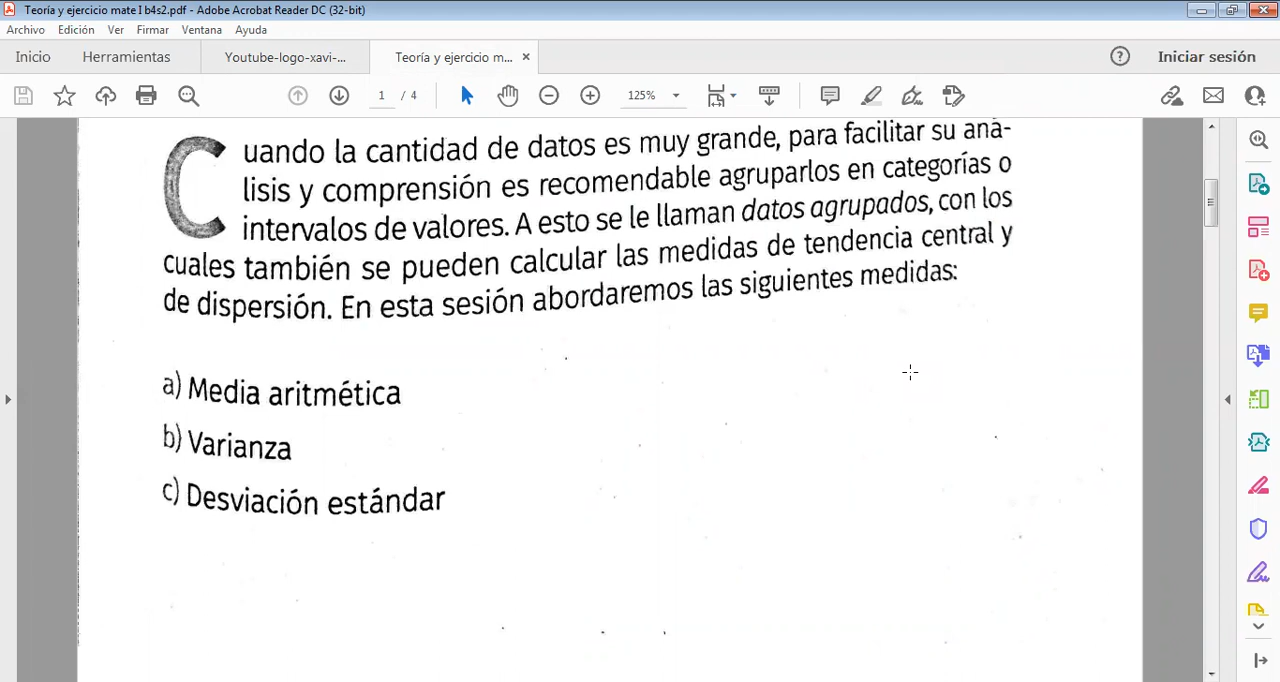 Teoría y ejercicio mate I b4s2.pdf - Adobe Acrobat Reader DC (32-bit)
Archivo Edición Ver Firmar Ventana Ayuda
Inicio Herramientas Youtube-logo-xavi-... Teoría y ejercicio m... × Iniciar sesión
1 / 4 125%
Cuando la cantidad de datos es muy grande, para facilitar su aná-
lisis y comprensión es recomendable agruparlos en categorías o
intervalos de valores. A esto se le llaman datos agrupados, con los
cuales también se pueden calcular las medidas de tendencia central y
de dispersión. En esta sesión abordaremos las siguientes medidas:
a) Media aritmética
b) Varianza
c) Desviación estándar